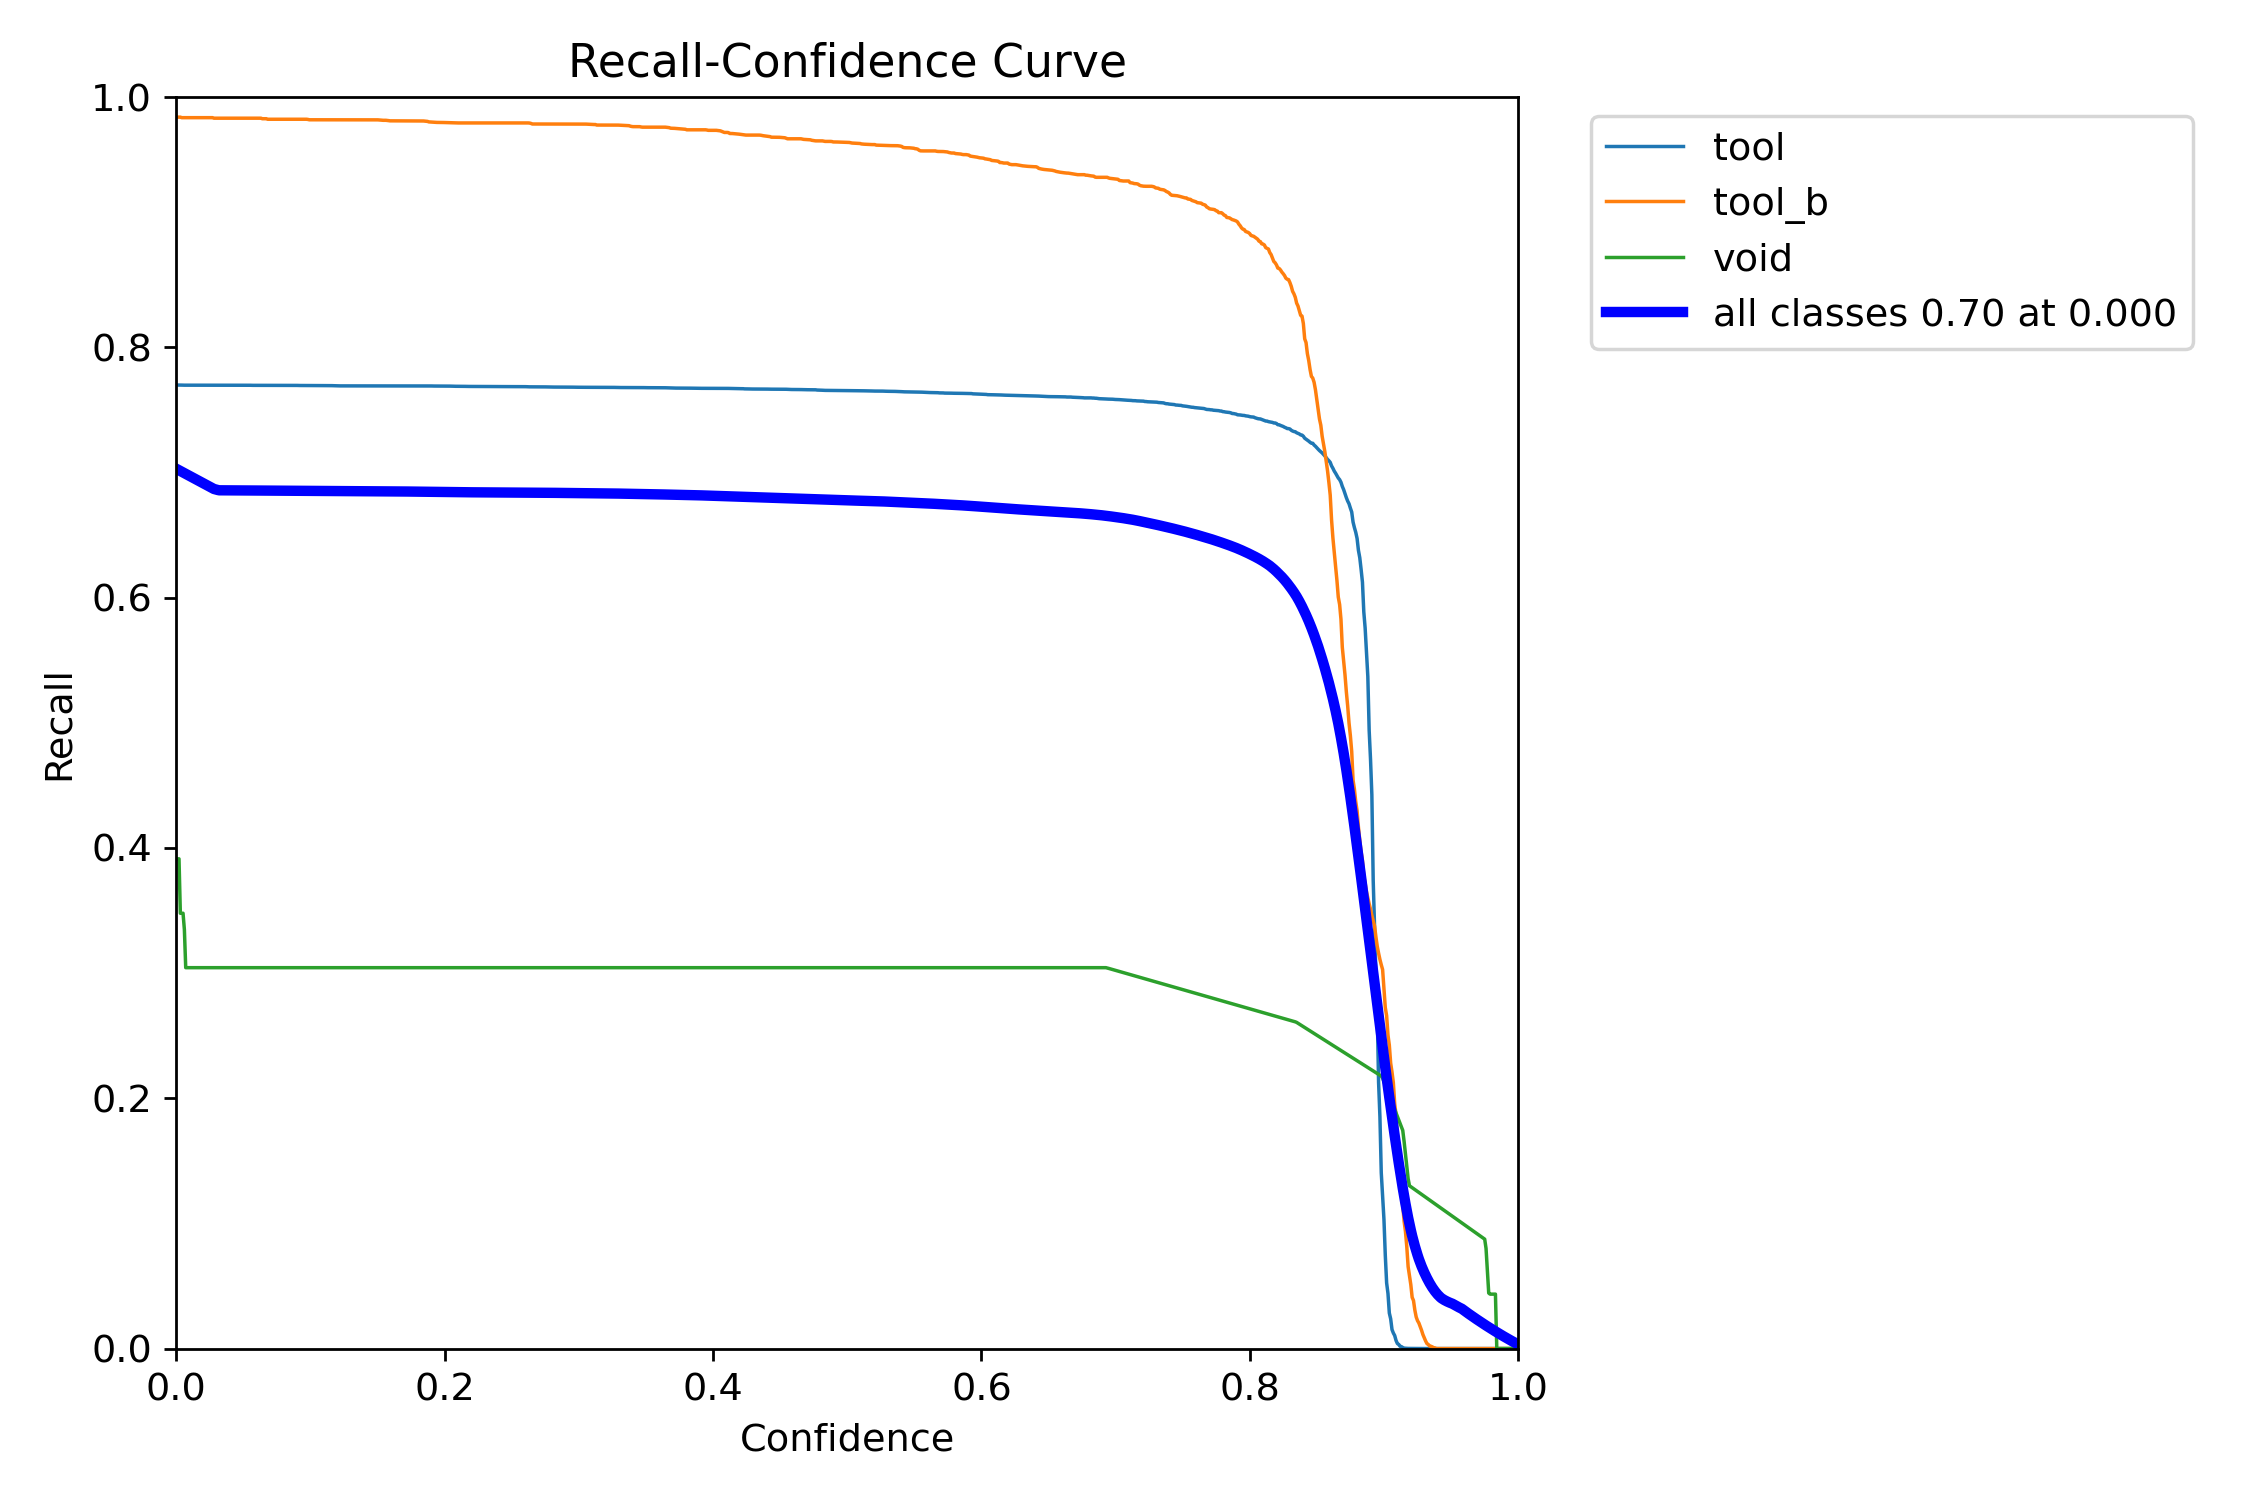 Recall-Confidence Curve
1.0
0.8
0.6
0.4
0.2
0.0
Recall
0.0 0.2 0.4 0.6 0.8 1.0
Confidence
tool
tool_b
void
all classes 0.70 at 0.000